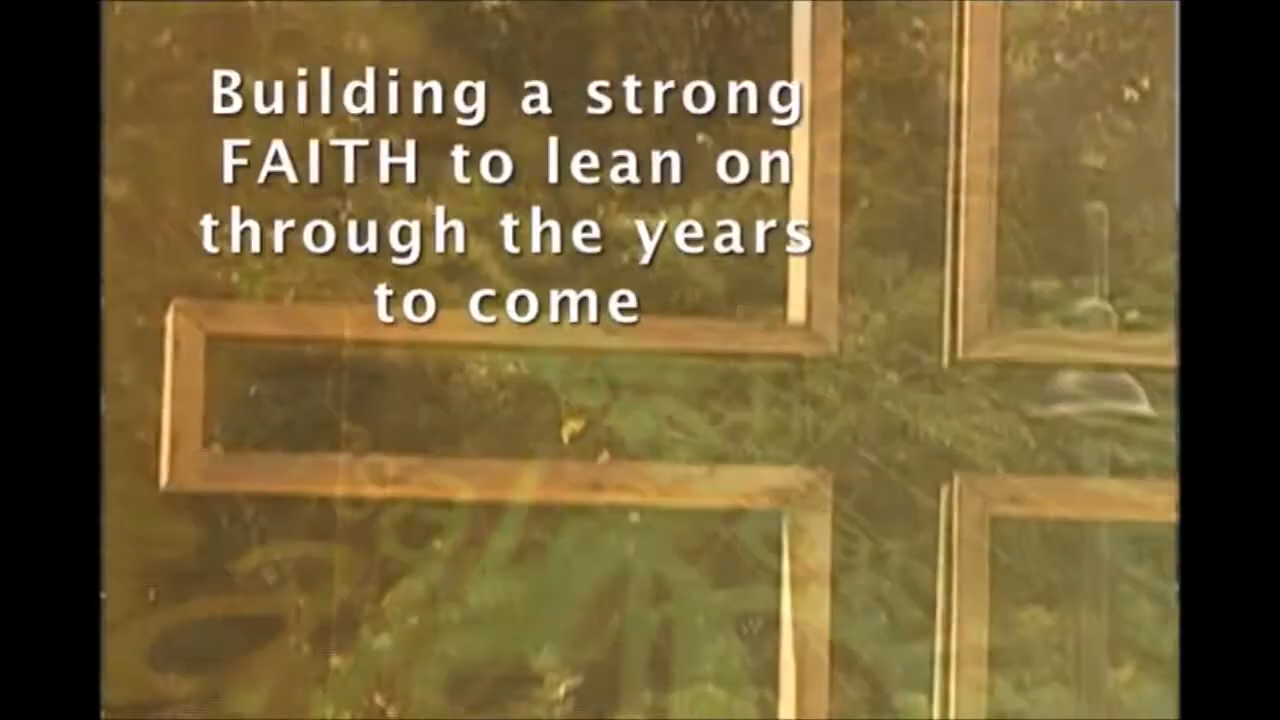 Building a strong
FAITH to lean on
through the years
to come